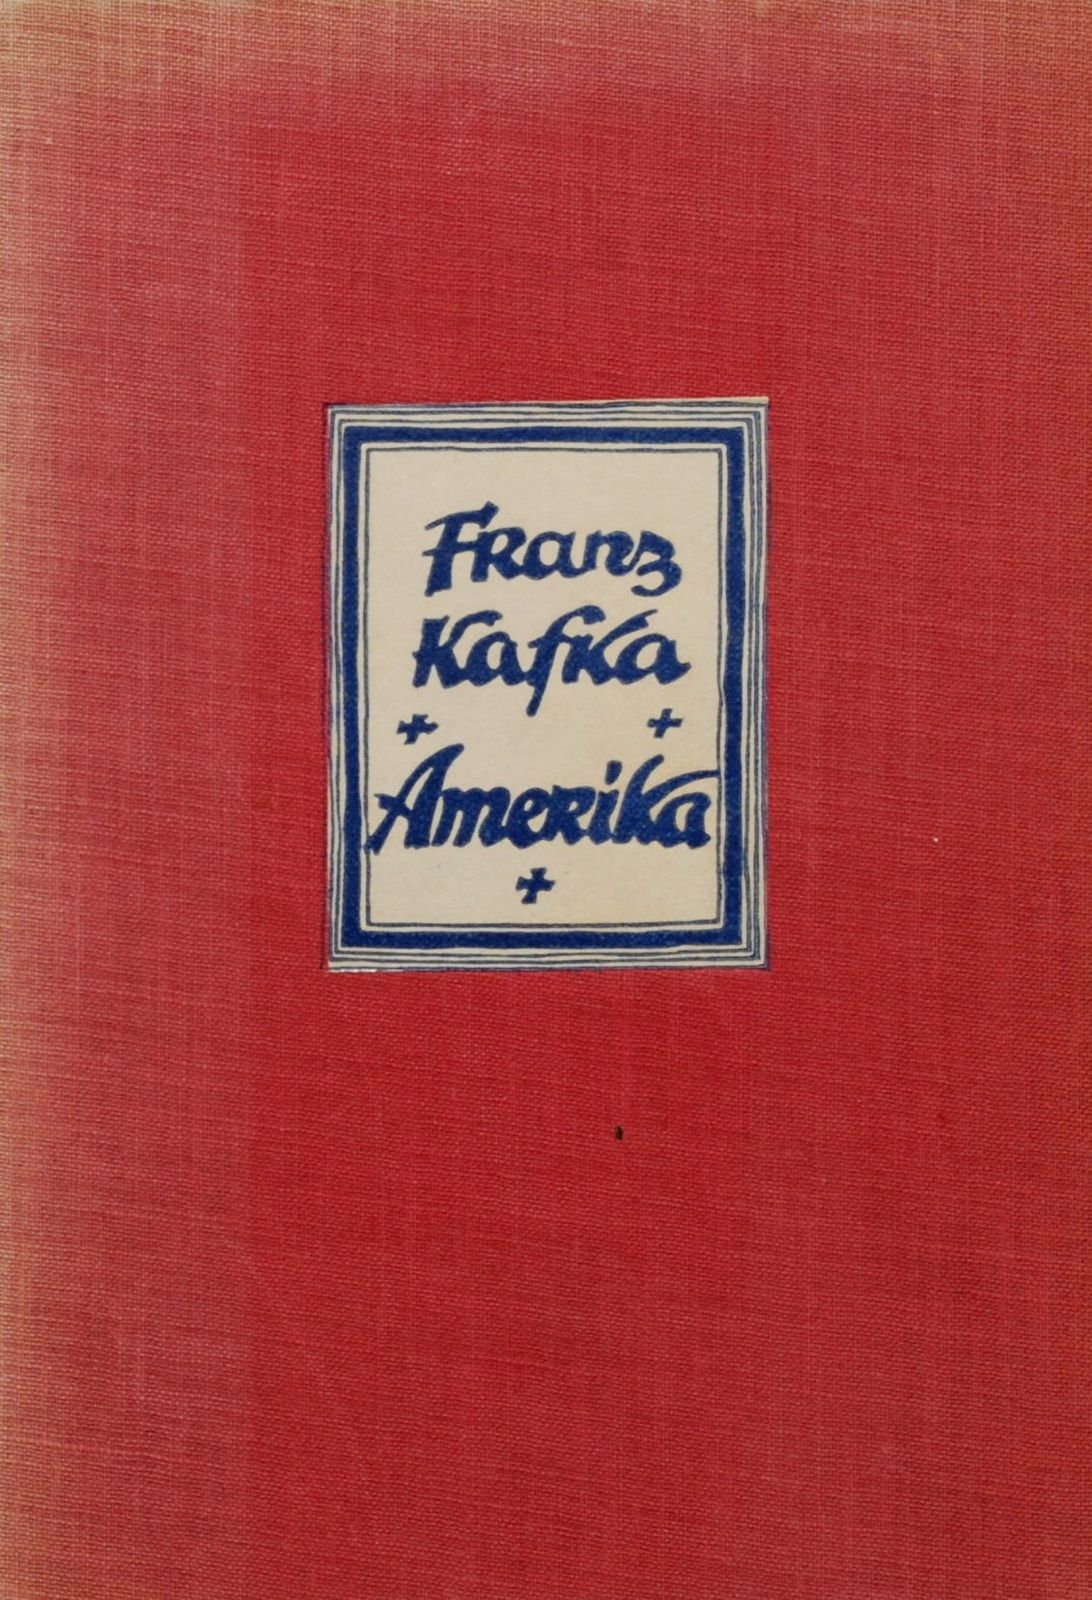 Franz
Kafka
+ +
Amerika
+